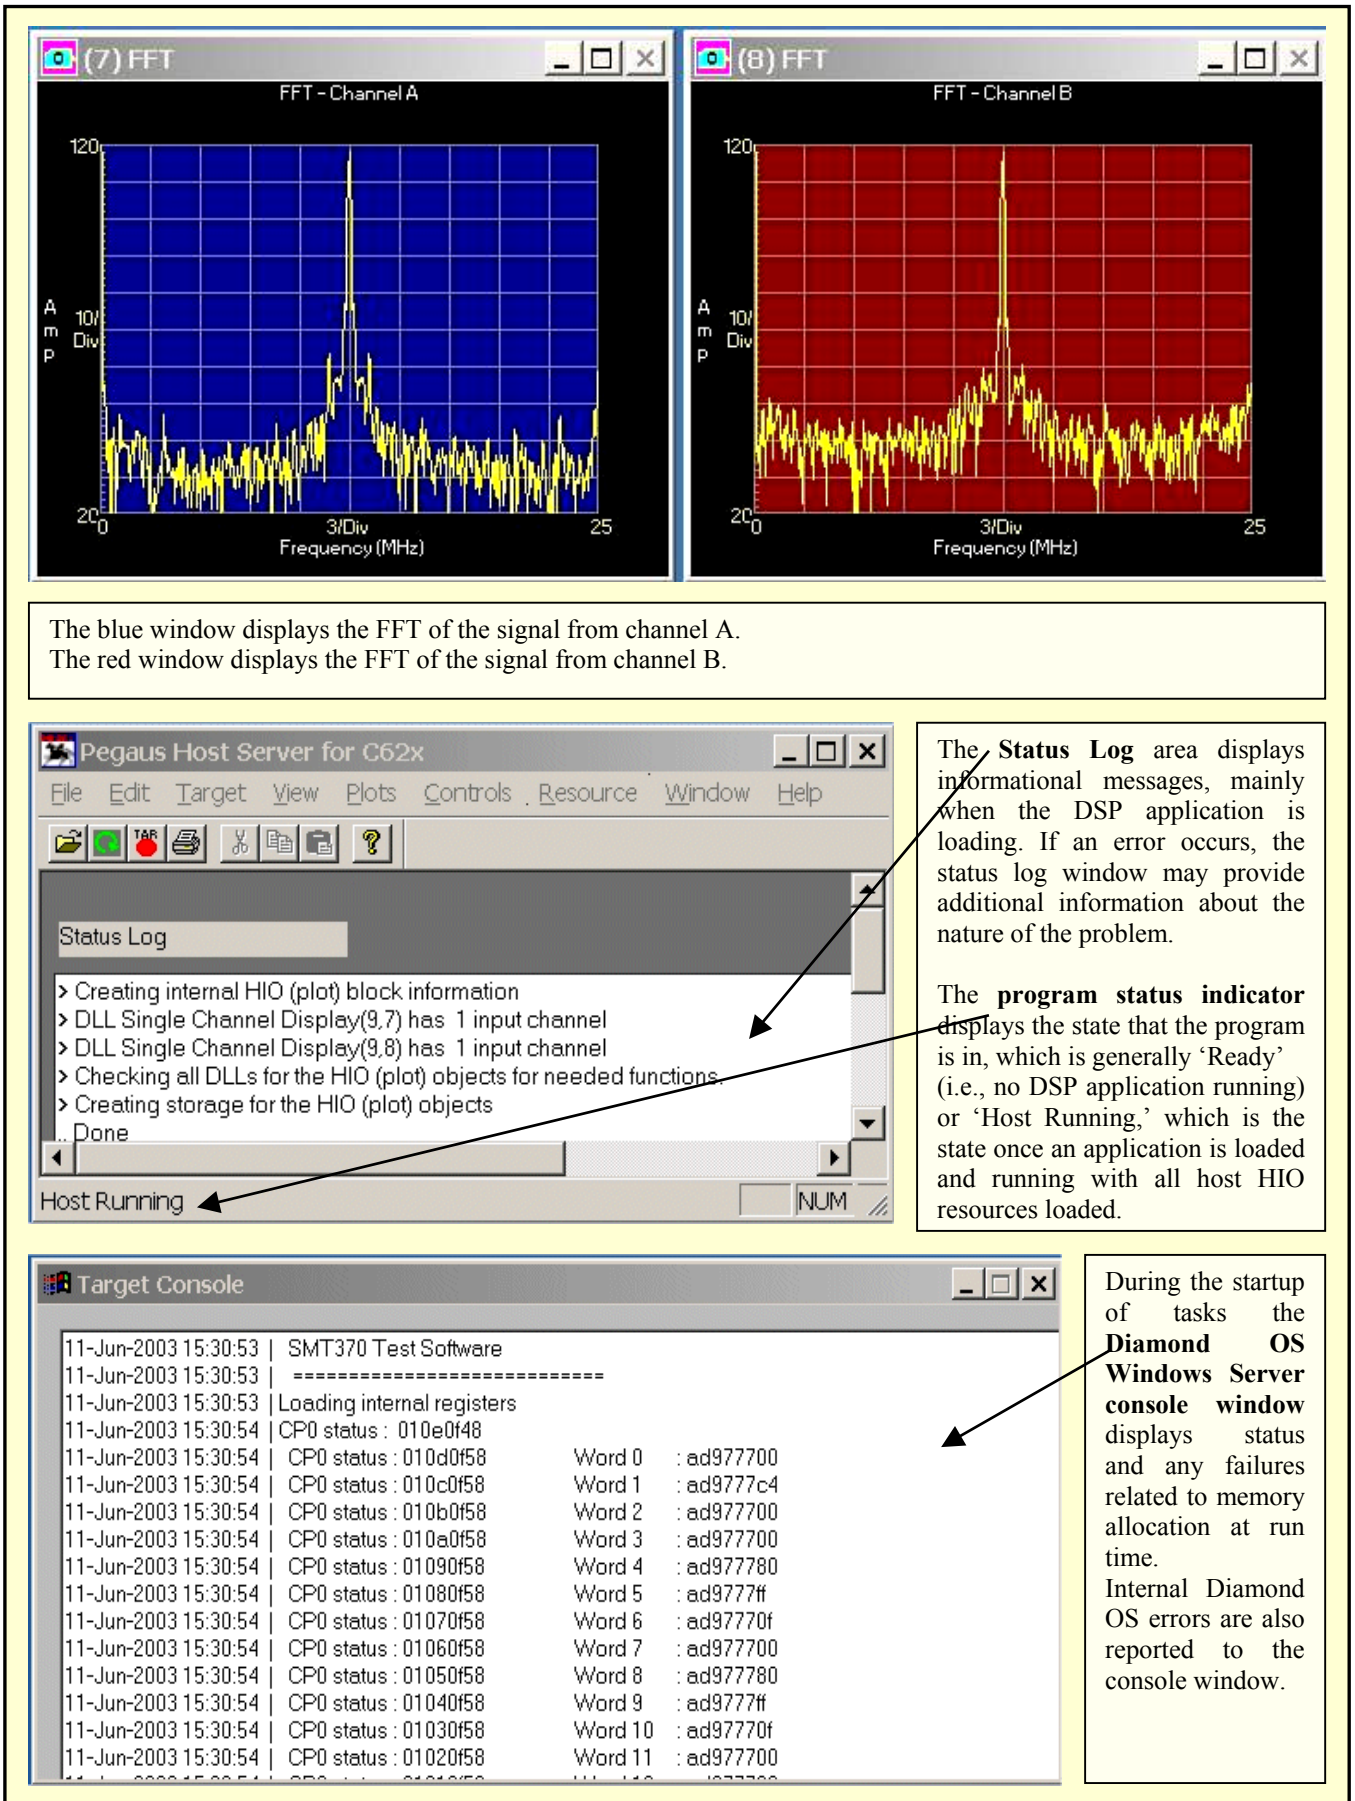 (7) FFT
FFT - Channel A
120
Amp
10/
Div
20
0
3/Div
25
Frequency (MHz)
(8) FFT
FFT - Channel B
120
Amp
10/
Div
20
0
3/Div
25
Frequency (MHz)
The blue window displays the FFT of the signal from channel A.
The red window displays the FFT of the signal from channel B.
Pegaus Host Server for C62x
File Edit Target View Plots Controls Resource Window Help
TAR
Status Log
> Creating internal HIO (plot) block information
> DLL Single Channel Display(9,7) has 1 input channel
> DLL Single Channel Display(9,8) has 1 input channel
> Checking all DLLs for the HIO (plot) objects for needed functions.
> Creating storage for the HIO (plot) objects
.. Done
Host Running
NUM
The Status Log area displays
informational messages, mainly
when the DSP application is
loading. If an error occurs, the
status log window may provide
additional information about the
nature of the problem.
The program status indicator
displays the state that the program
is in, which is generally ‘Ready’
(i.e., no DSP application running)
or ‘Host Running,’ which is the
state once an application is loaded
and running with all host HIO
resources loaded.
Target Console
11-Jun-2003 15:30:53 | SMT370 Test Software
11-Jun-2003 15:30:53 | ============================
11-Jun-2003 15:30:53 | Loading internal registers
11-Jun-2003 15:30:54 | CP0 status : 010e0f48
11-Jun-2003 15:30:54 | CP0 status : 010d0f58 Word 0 : ad977700
11-Jun-2003 15:30:54 | CP0 status : 010c0f58 Word 1 : ad9777c4
11-Jun-2003 15:30:54 | CP0 status : 010b0f58 Word 2 : ad977700
11-Jun-2003 15:30:54 | CP0 status : 010a0f58 Word 3 : ad977700
11-Jun-2003 15:30:54 | CP0 status : 01090f58 Word 4 : ad977780
11-Jun-2003 15:30:54 | CP0 status : 01080f58 Word 5 : ad9777ff
11-Jun-2003 15:30:54 | CP0 status : 01070f58 Word 6 : ad97770f
11-Jun-2003 15:30:54 | CP0 status : 01060f58 Word 7 : ad977700
11-Jun-2003 15:30:54 | CP0 status : 01050f58 Word 8 : ad977780
11-Jun-2003 15:30:54 | CP0 status : 01040f58 Word 9 : ad9777ff
11-Jun-2003 15:30:54 | CP0 status : 01030f58 Word 10 : ad97770f
11-Jun-2003 15:30:54 | CP0 status : 01020f58 Word 11 : ad977700
During the startup
of tasks the
Diamond OS
Windows Server
console window
displays status
and any failures
related to memory
allocation at run
time.
Internal Diamond
OS errors are also
reported to the
console window.